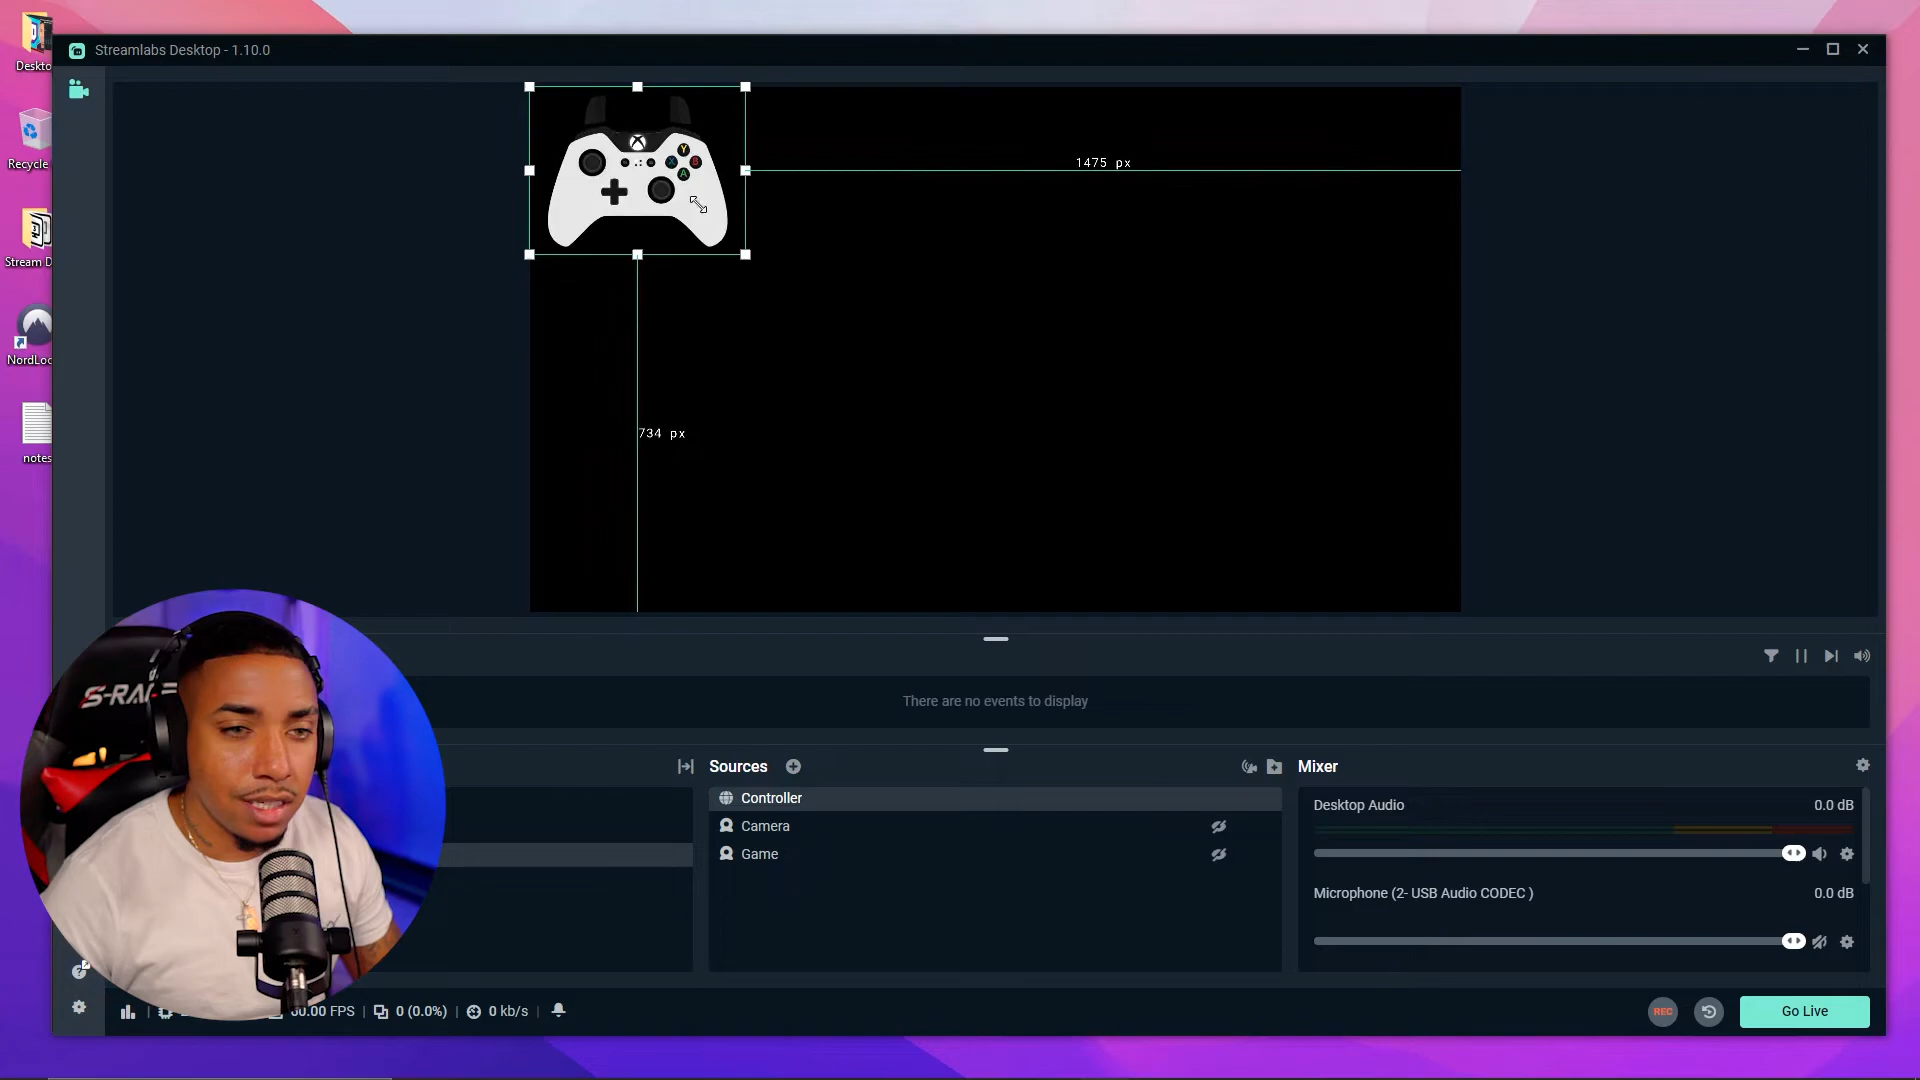 Streamlabs Desktop - 1.10.0
Deskto
Recycle
Stream D
NordLoc
notes
Y
X
B
A
1475 px
734 px
There are no events to display
Sources
Mixer
Controller
Camera
Game
Desktop Audio
0.0 dB
Microphone (2- USB Audio CODEC )
0.0 dB
FPS
0 (0.0%)
0 kb/s
REC
Go Live